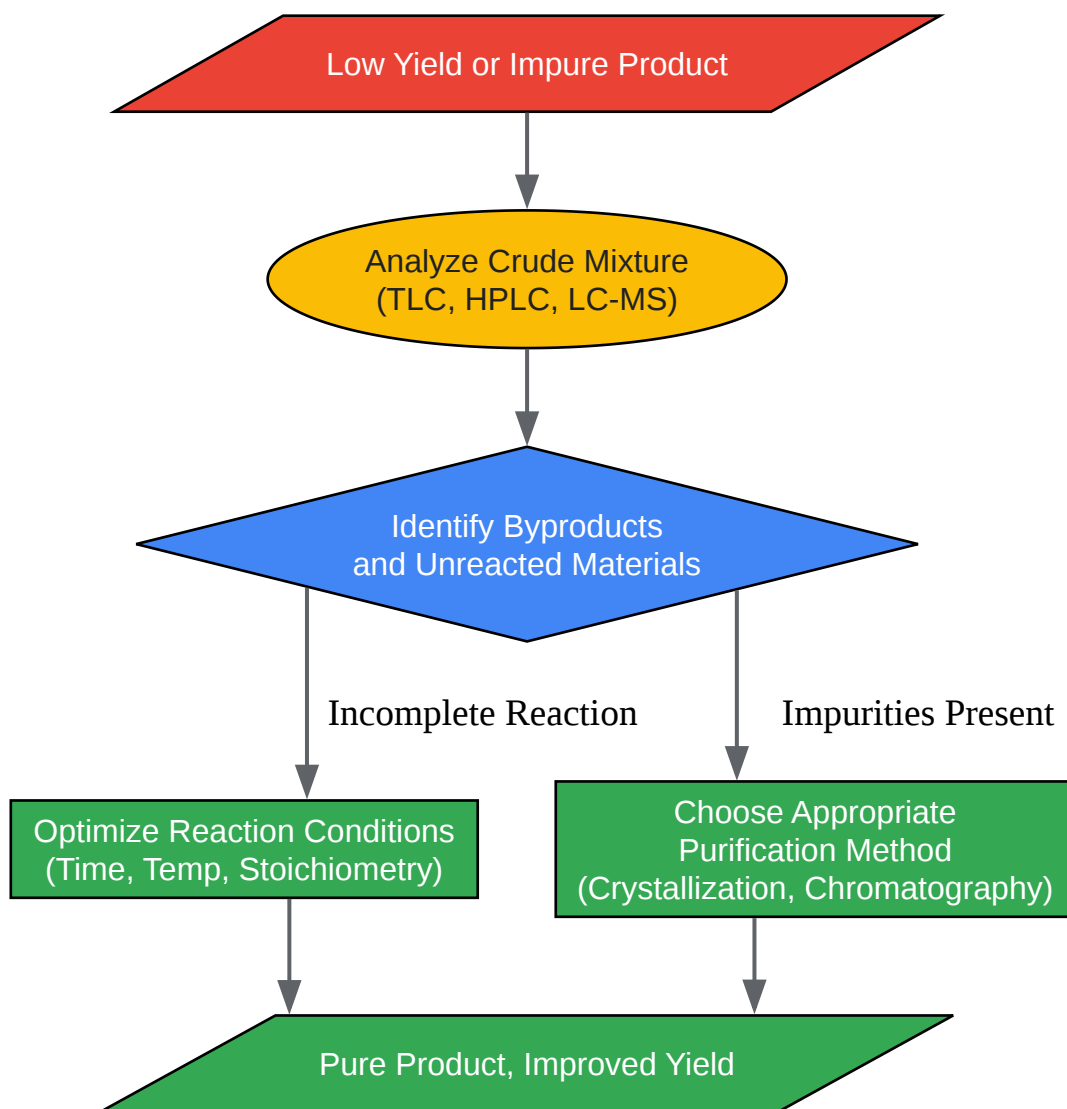 Low Yield or Impure Product
Analyze Crude Mixture
(TLC, HPLC, LC-MS)
Identify Byproducts
and Unreacted Materials
Incomplete Reaction
Impurities Present
Optimize Reaction Conditions
(Time, Temp, Stoichiometry)
Choose Appropriate
Purification Method
(Crystallization, Chromatography)
Pure Product, Improved Yield